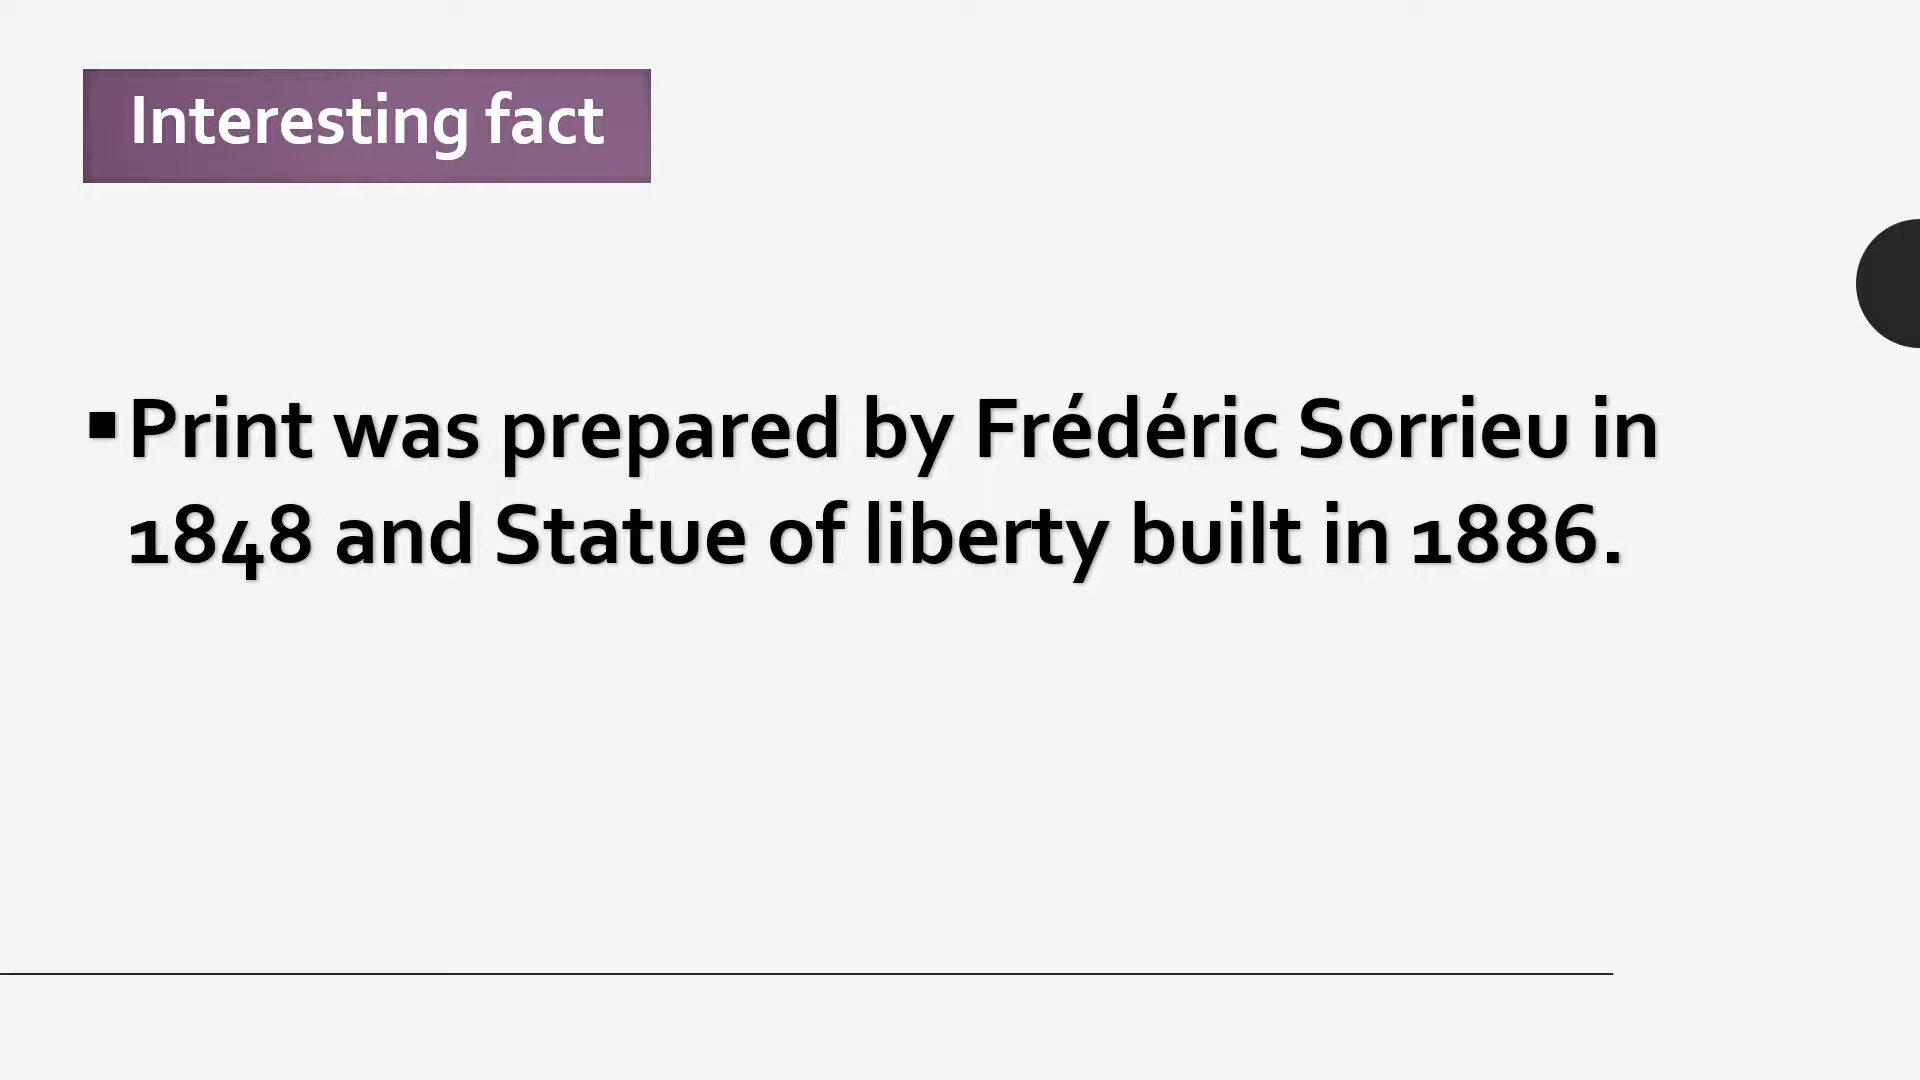 Interesting fact
▪Print was prepared by Frédéric Sorrieu in
1848 and Statue of liberty built in 1886.